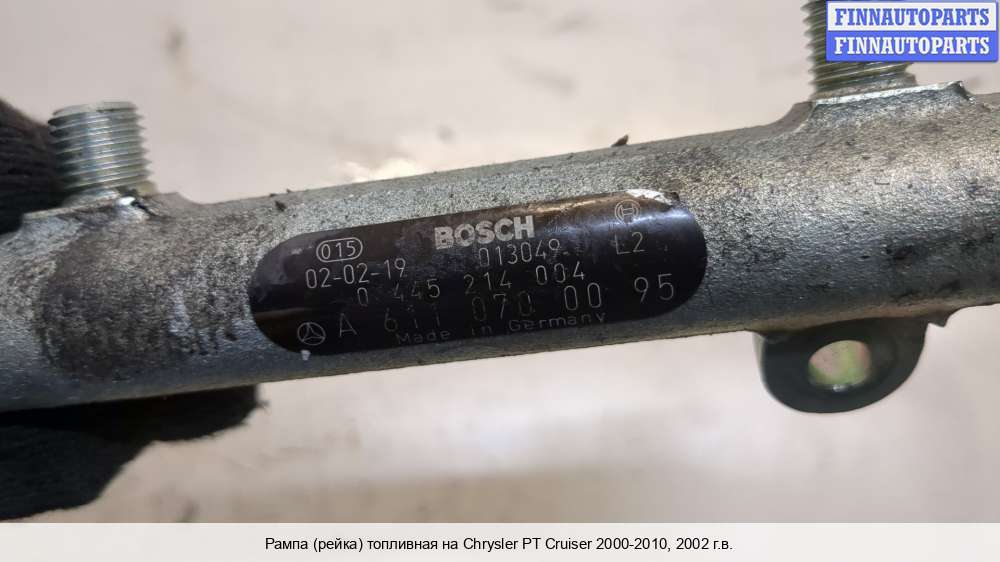 FINNAUTOPARTS
FINNAUTOPARTS
BOSCH
015
02-02-19 013049- L2
0 445 214 004
A 611 070 00 95
Made in Germany
Рампа (рейка) топливная на Chrysler PT Cruiser 2000-2010, 2002 г.в.